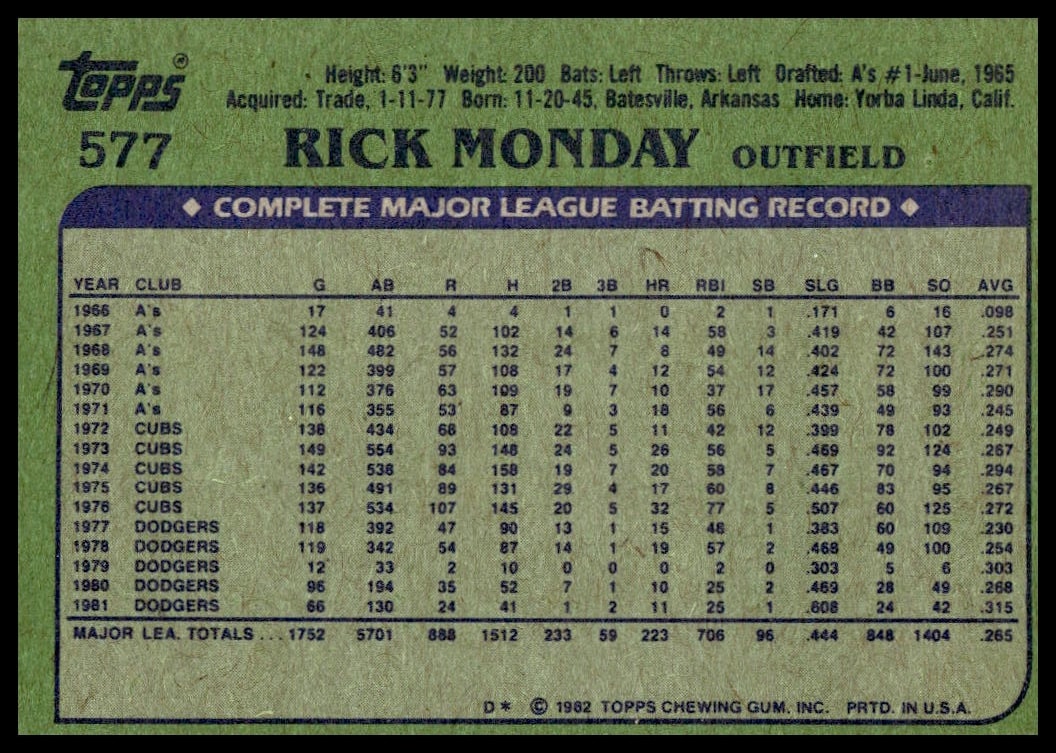 Topps®
Height: 6'3" Weight: 200 Bats: Left Throws: Left Drafted: A's #1-June, 1965
Acquired: Trade, 1-11-77 Born: 11-20-45, Batesville, Arkansas Home: Yorba Linda, Calif.
577 RICK MONDAY OUTFIELD
◆ COMPLETE MAJOR LEAGUE BATTING RECORD ◆
YEAR CLUB G AB R H 2B 3B HR RBI SB SLG BB SO AVG
1966 A's 17 41 4 4 1 1 0 2 1 .171 6 16 .098
1967 A's 124 406 52 102 14 6 14 58 3 .419 42 107 .251
1968 A's 148 482 56 132 24 7 8 49 14 .402 72 143 .274
1969 A's 122 399 57 108 17 4 12 54 12 .424 72 100 .271
1970 A's 112 376 63 109 19 7 10 37 17 .457 58 99 .290
1971 A's 116 355 53 87 9 3 18 56 6 .439 49 93 .245
1972 CUBS 138 434 68 108 22 5 11 42 12 .399 78 102 .249
1973 CUBS 149 554 93 148 24 5 26 56 5 .469 92 124 .267
1974 CUBS 142 538 84 158 19 7 20 58 7 .467 70 94 .294
1975 CUBS 136 491 89 131 29 4 17 60 8 .446 83 95 .267
1976 CUBS 137 534 107 145 20 5 32 77 5 .507 60 125 .272
1977 DODGERS 118 392 47 90 13 1 15 48 1 .383 60 109 .230
1978 DODGERS 119 342 54 87 14 1 19 57 2 .468 49 100 .254
1979 DODGERS 12 33 2 10 0 0 0 2 0 .303 5 6 .303
1980 DODGERS 96 194 35 52 7 1 10 25 2 .469 28 49 .268
1981 DODGERS 66 130 24 41 1 2 11 25 1 .608 24 42 .315
MAJOR LEA. TOTALS ... 1752 5701 888 1512 233 59 223 706 96 .444 848 1404 .265
D* © 1982 TOPPS CHEWING GUM, INC. PRTD. IN U.S.A.